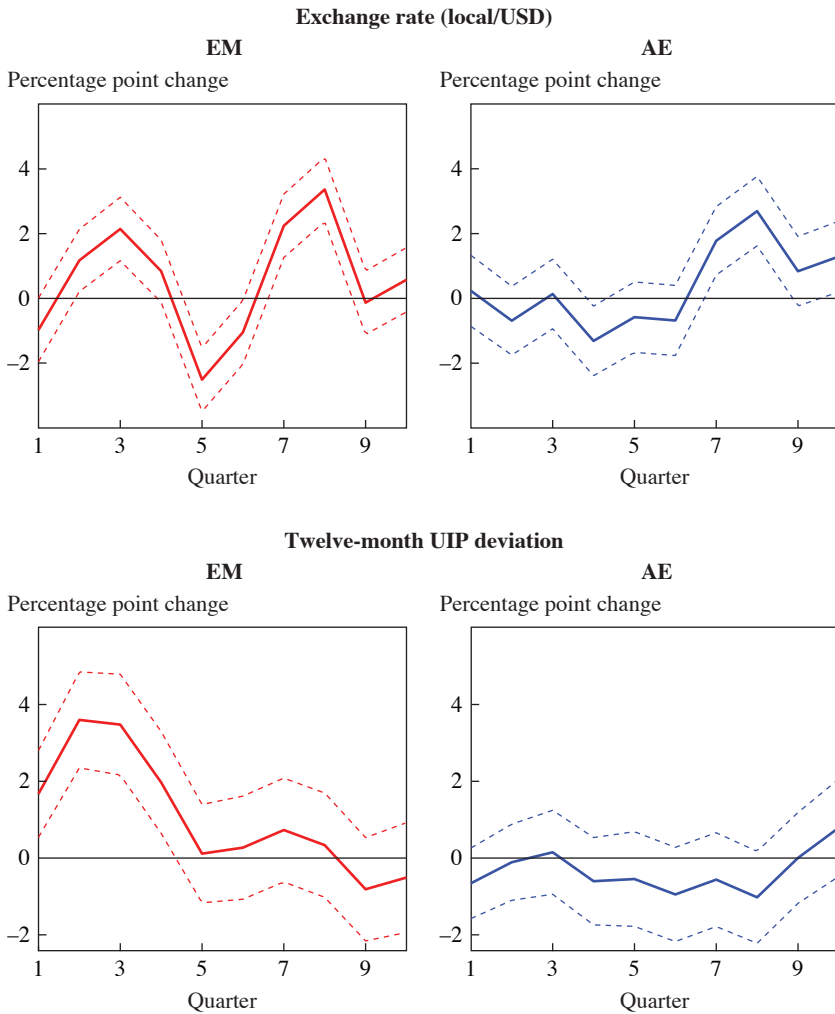 Exchange rate (local/USD)
EM
AE
Percentage point change
Percentage point change
4
2
0
–2
1 3 5 7 9
Quarter
4
2
0
–2
1 3 5 7 9
Quarter
Twelve-month UIP deviation
EM
AE
Percentage point change
Percentage point change
4
2
0
–2
1 3 5 7 9
Quarter
4
2
0
–2
1 3 5 7 9
Quarter